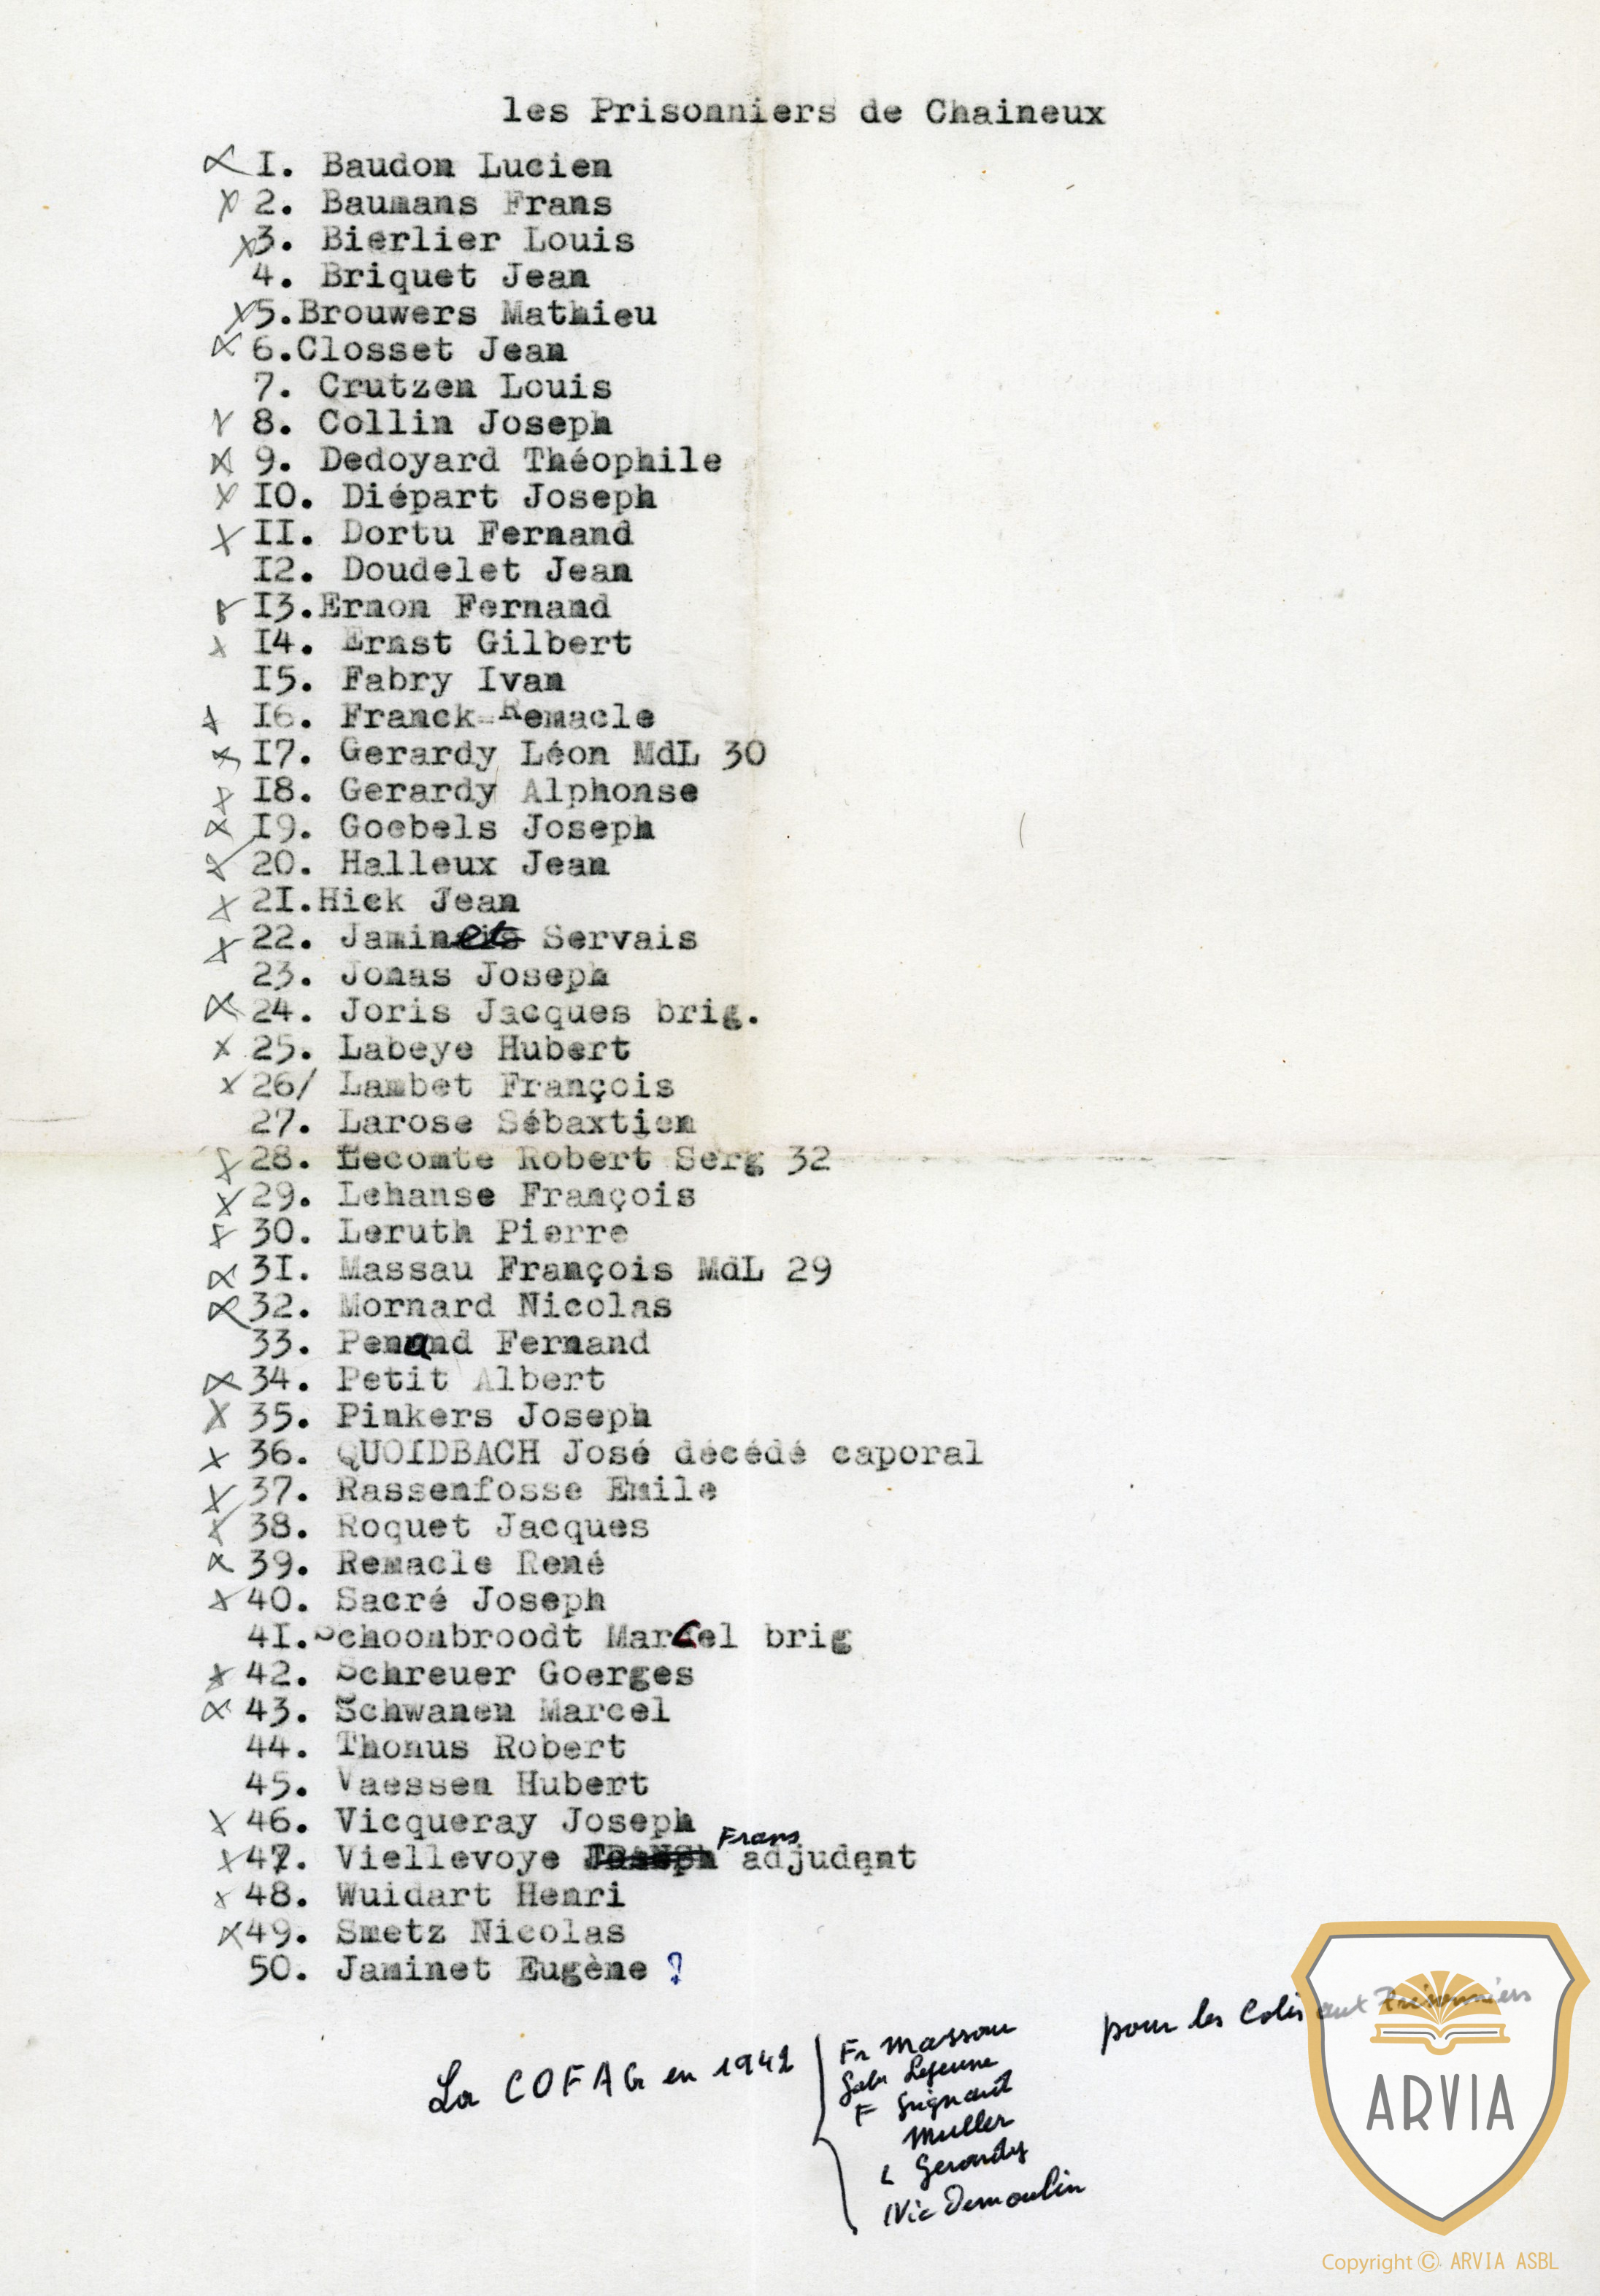 les Prisonniers de Chaineux
I. Baudon Lucien
2. Baumans Frans
3. Bierlier Louis
4. Briquet Jean
5.Brouwers Mathieu
6.Closset Jean
7. Crutzen Louis
8. Collin Joseph
9. Dedoyard Théophile
IO. Diépart Joseph
II. Dortu Fernand
I2. Doudelet Jean
I3.Ernon Fernand
I4. Ernst Gilbert
I5. Fabry Ivan
I6. Franck-Remacle
I7. Gerardy Léon MdL 30
I8. Gerardy Alphonse
I9. Goebels Joseph
20. Halleux Jean
2I.Hick Jean
22. Jaminet Servais
23. Jonas Joseph
24. Joris Jacques brig.
25. Labeye Hubert
26/ Lambet François
27. Larose Sébaxtien
28. Lecomte Robert Serg 32
29. Lehanse François
30. Leruth Pierre
3I. Massau François MdL 29
32. Mornard Nicolas
33. Penand Fernand
34. Petit Albert
35. Pinkers Joseph
36. QUOIDBACH José décédé caporal
37. Rassenfosse Emile
38. Roquet Jacques
39. Remacle René
40. Sacré Joseph
4I.Schoonbroodt Marcel brig
42. Schreuer Goerges
43. Schwanen Marcel
44. Thonus Robert
45. Vaessen Hubert
46. Vicqueray Joseph
47. Viellevoye Frans adjudant
48. Wuidart Henri
49. Smetz Nicolas
50. Jaminet Eugène ?
La COFAG en 1942
Fr Massau
Lejeune
F Grignard
Muller
L Gerardy
Nic Demoulin
pour les Colis aux Prisonniers
ARVIA
Copyright © ARVIA ASBL